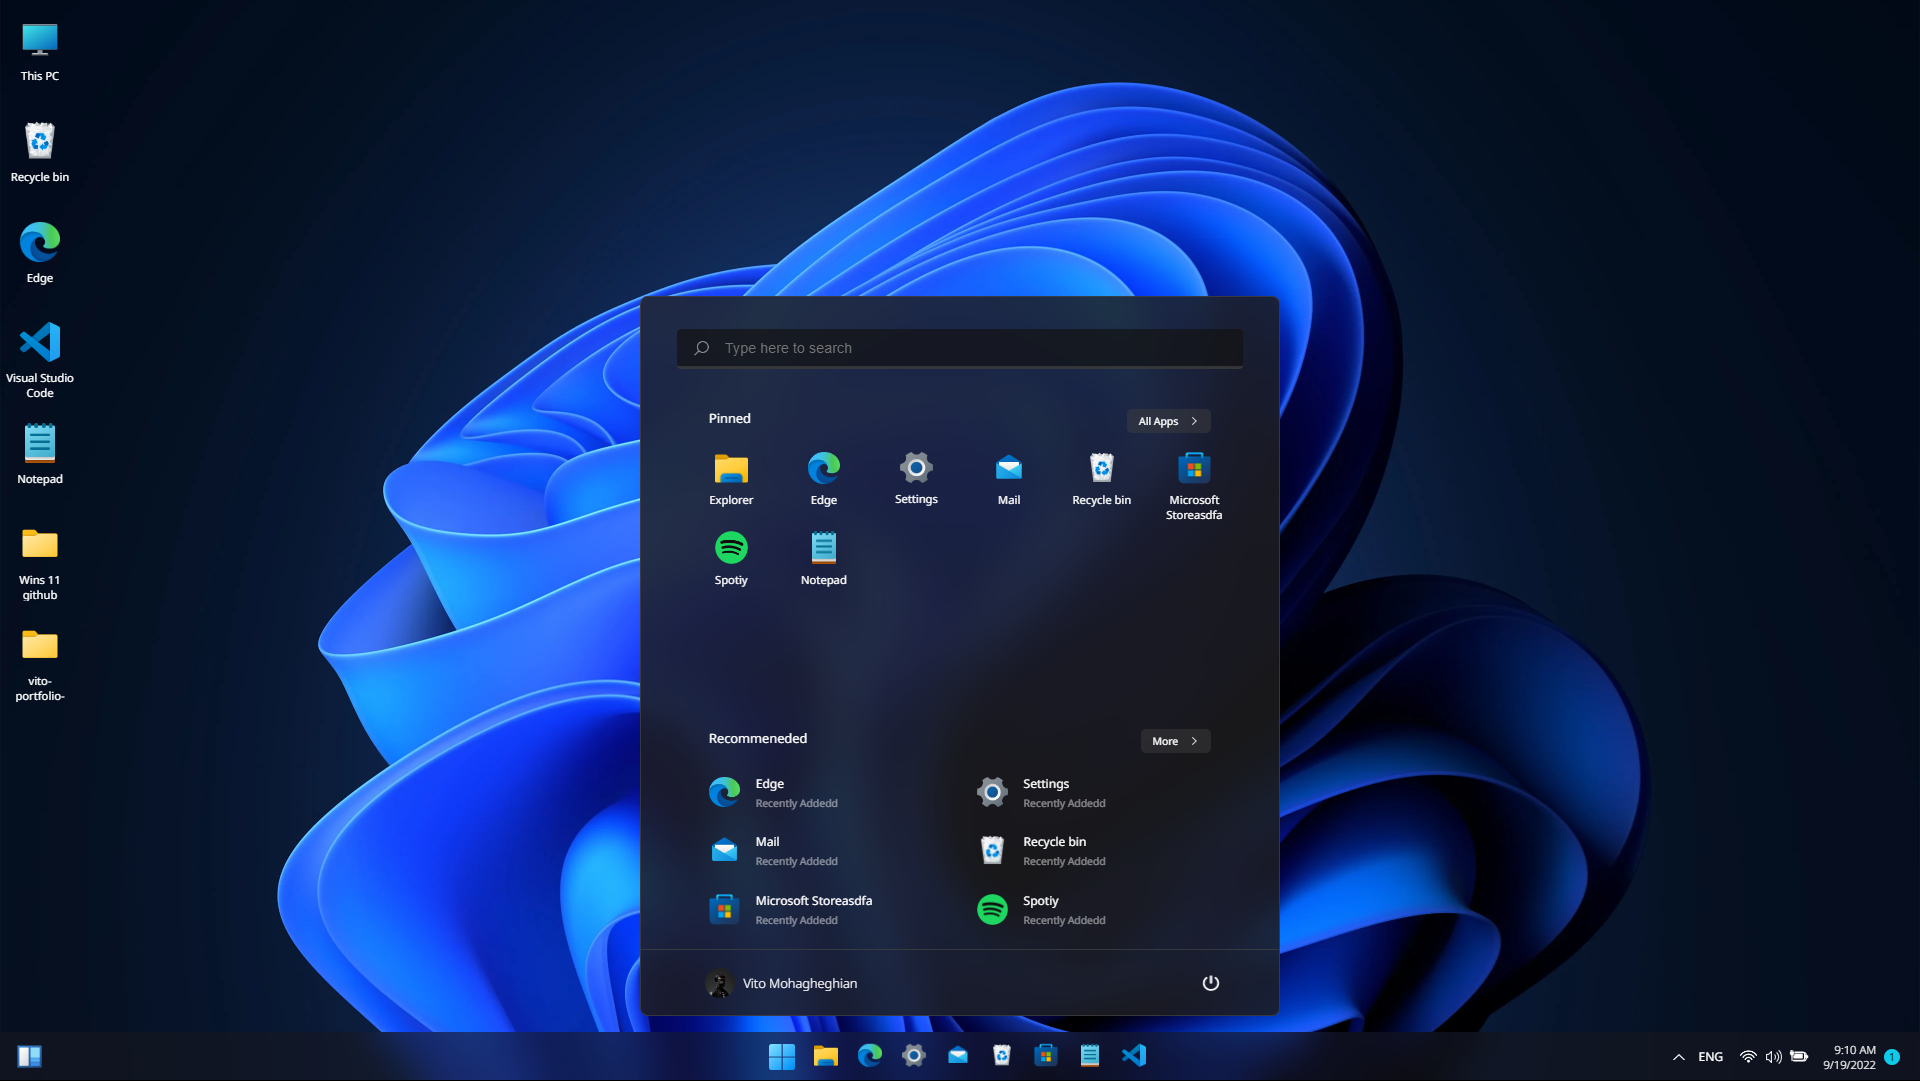 This PC
Recycle bin
Edge
Visual Studio
Code
Notepad
Wins 11
github
vito-
portfolio-
Type here to search
Pinned
All Apps
Explorer
Edge
Settings
Mail
Recycle bin
Microsoft
Storeasdfa
Spotiy
Notepad
Recommeneded
More
Edge
Recently Addedd
Settings
Recently Addedd
Mail
Recently Addedd
Recycle bin
Recently Addedd
Microsoft Storeasdfa
Recently Addedd
Spotiy
Recently Addedd
Vito Mohagheghian
ENG
9:10 AM
9/19/2022
1